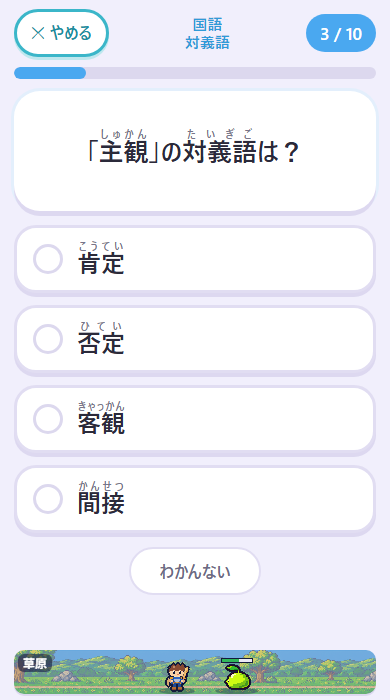 やめる
国語
対義語
3 / 10
しゅかん たいぎご
「主観」の対義語は？
こうてい
肯定
ひてい
否定
きゃっかん
客観
かんせつ
間接
わかんない
草原